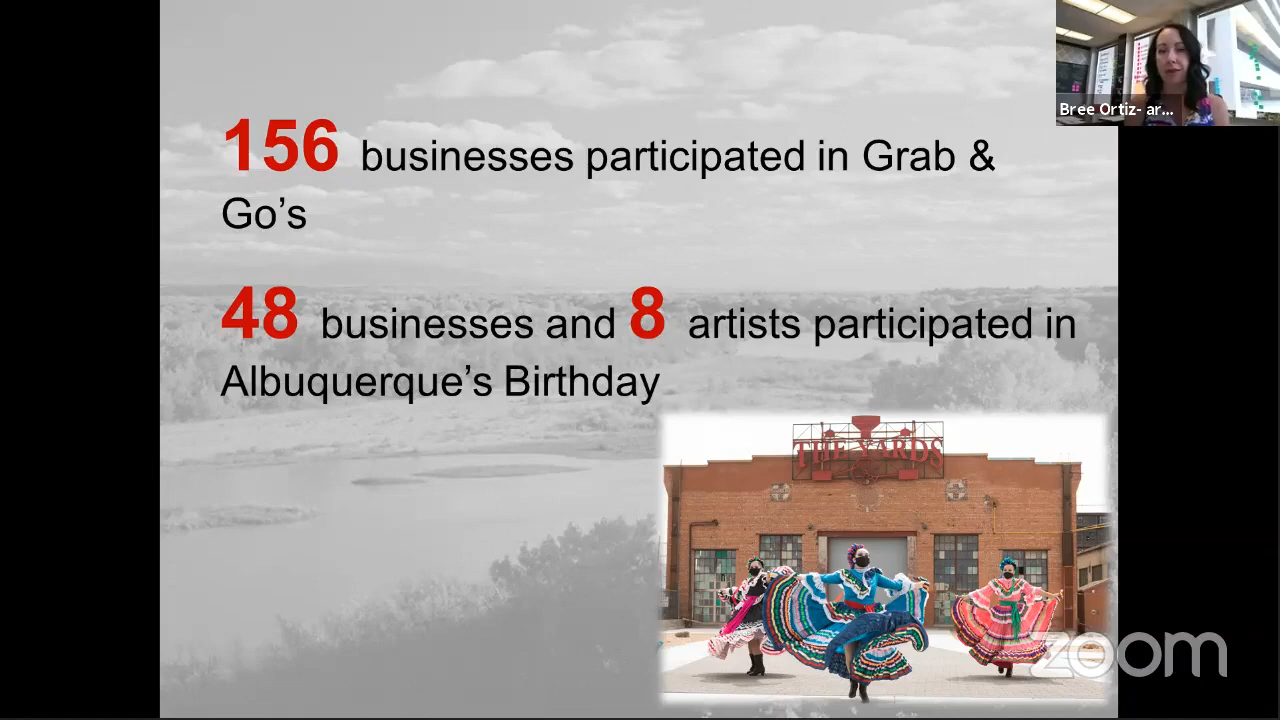 Bree Ortiz- ar...
156 businesses participated in Grab &
Go’s
48 businesses and 8 artists participated in
Albuquerque’s Birthday
THE YARDS
zoom